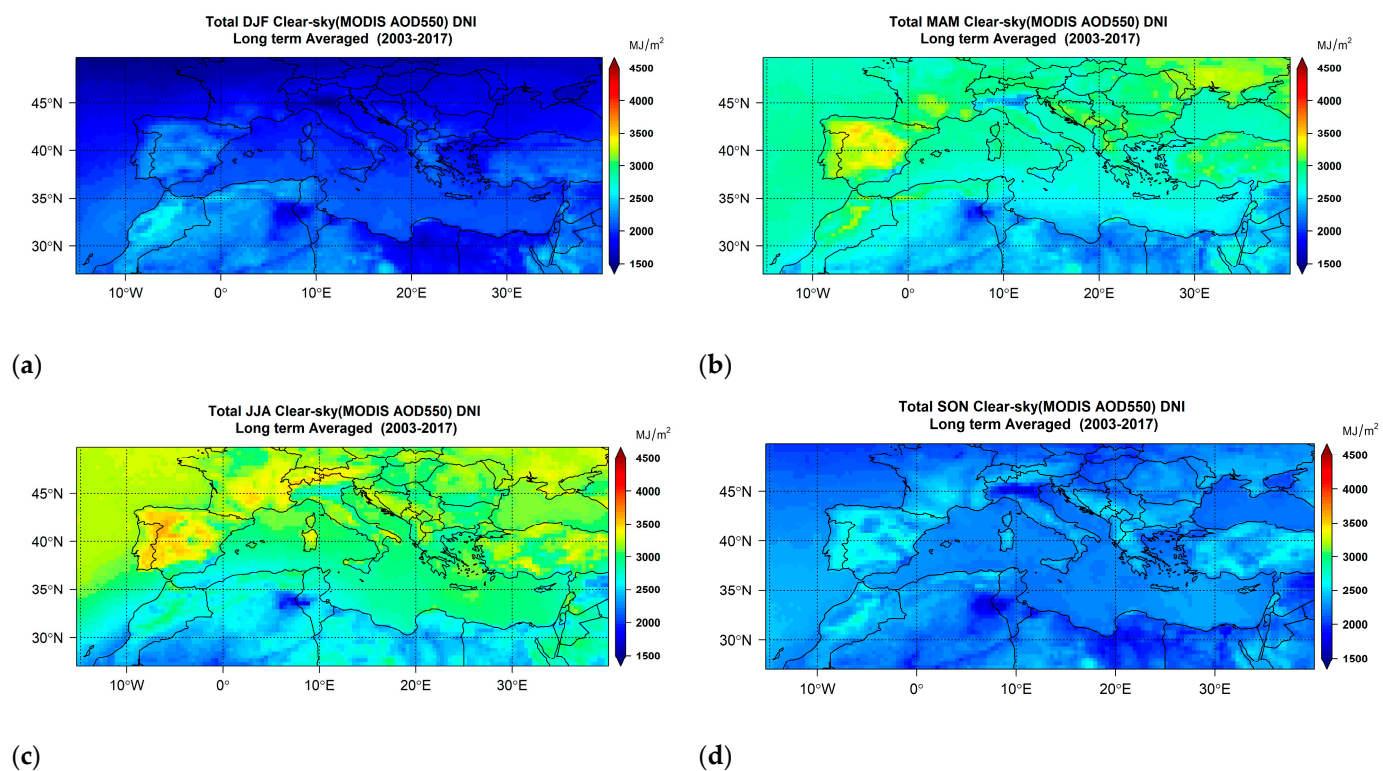 Total DJF Clear-sky(MODIS AOD550) DNI
Long term Averaged (2003-2017)
MJ/m²
4500
4000
3500
3000
2500
2000
1500
45°N
40°N
35°N
30°N
10°W
0°
10°E
20°E
30°E
(a)
Total MAM Clear-sky(MODIS AOD550) DNI
Long term Averaged (2003-2017)
MJ/m²
4500
4000
3500
3000
2500
2000
1500
45°N
40°N
35°N
30°N
10°W
0°
10°E
20°E
30°E
(b)
Total JJA Clear-sky(MODIS AOD550) DNI
Long term Averaged (2003-2017)
MJ/m²
4500
4000
3500
3000
2500
2000
1500
45°N
40°N
35°N
30°N
10°W
0°
10°E
20°E
30°E
(c)
Total SON Clear-sky(MODIS AOD550) DNI
Long term Averaged (2003-2017)
MJ/m²
4500
4000
3500
3000
2500
2000
1500
45°N
40°N
35°N
30°N
10°W
0°
10°E
20°E
30°E
(d)